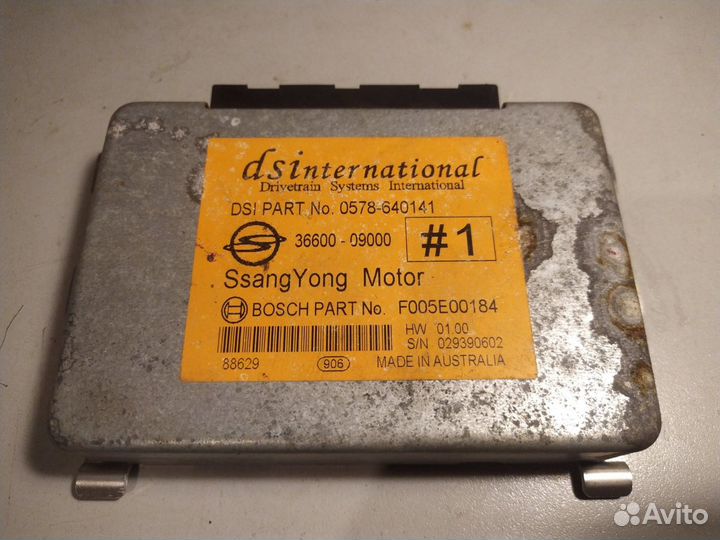 dsinternational
Drivetrain Systems International
DSI PART No. 0578-640141
36600 - 09000
#1
SsangYong Motor
BOSCH PART No. F005E00184
HW 01.00
S/N 029390602
88629 906 MADE IN AUSTRALIA
Avito